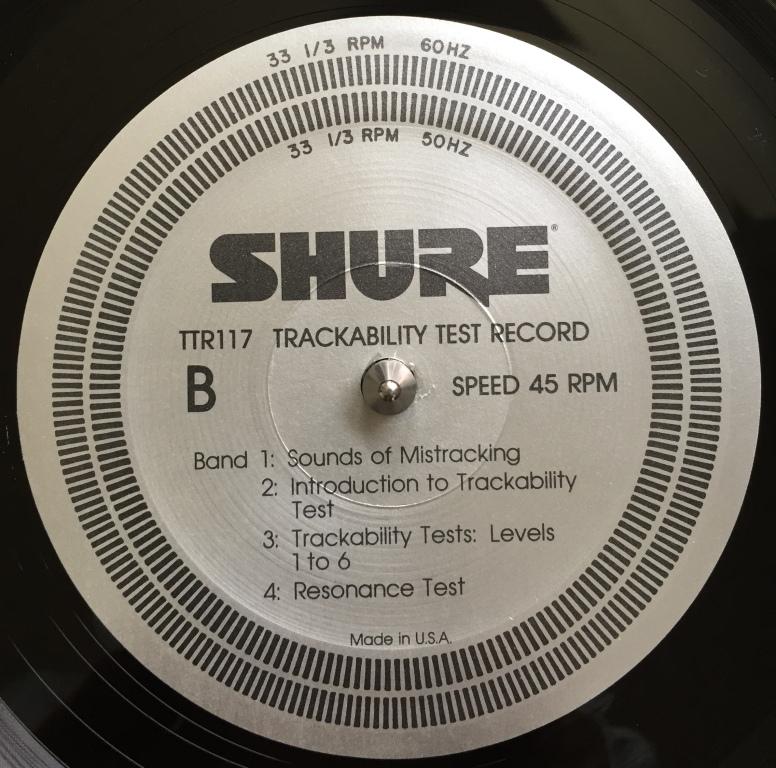 33 1/3 RPM 60HZ
33 1/3 RPM 50HZ
SHURE®
TTR117 TRACKABILITY TEST RECORD
B SPEED 45 RPM
Band 1: Sounds of Mistracking
2: Introduction to Trackability
Test
3: Trackability Tests: Levels
1 to 6
4: Resonance Test
Made in U.S.A.